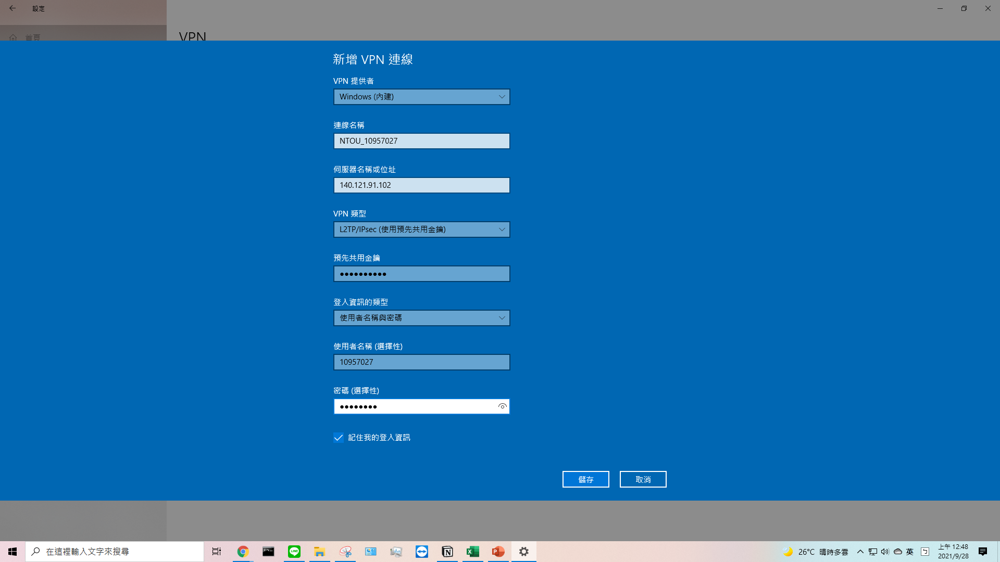 設定
首頁
VPN
新增 VPN 連線
VPN 提供者
Windows (內建)
連線名稱
NTOU_10957027
伺服器名稱或位址
140.121.91.102
VPN 類型
L2TP/IPsec (使用預先共用金鑰)
預先共用金鑰
●●●●●●●●●●
登入資訊的類型
使用者名稱與密碼
使用者名稱 (選擇性)
10957027
密碼 (選擇性)
●●●●●●●●
記住我的登入資訊
儲存
取消
在這裡輸入文字來搜尋
LINE
26°C 晴時多雲
英
上午 12:48
2021/9/28